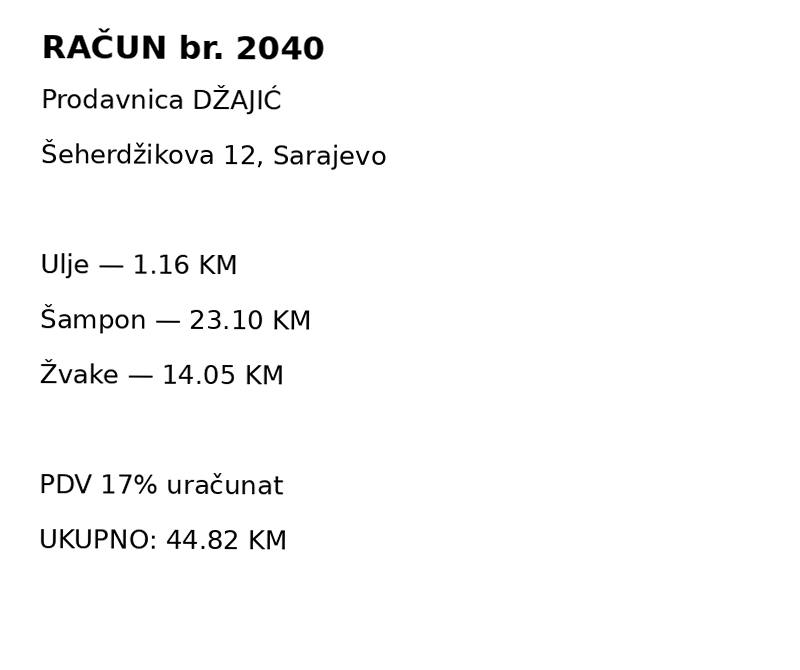 RAČUN br. 2040
Prodavnica DŽAJIĆ
Šeherdžikova 12, Sarajevo
Ulje — 1.16 KM
Šampon — 23.10 KM
Žvake — 14.05 KM
PDV 17% uračunat
UKUPNO: 44.82 KM